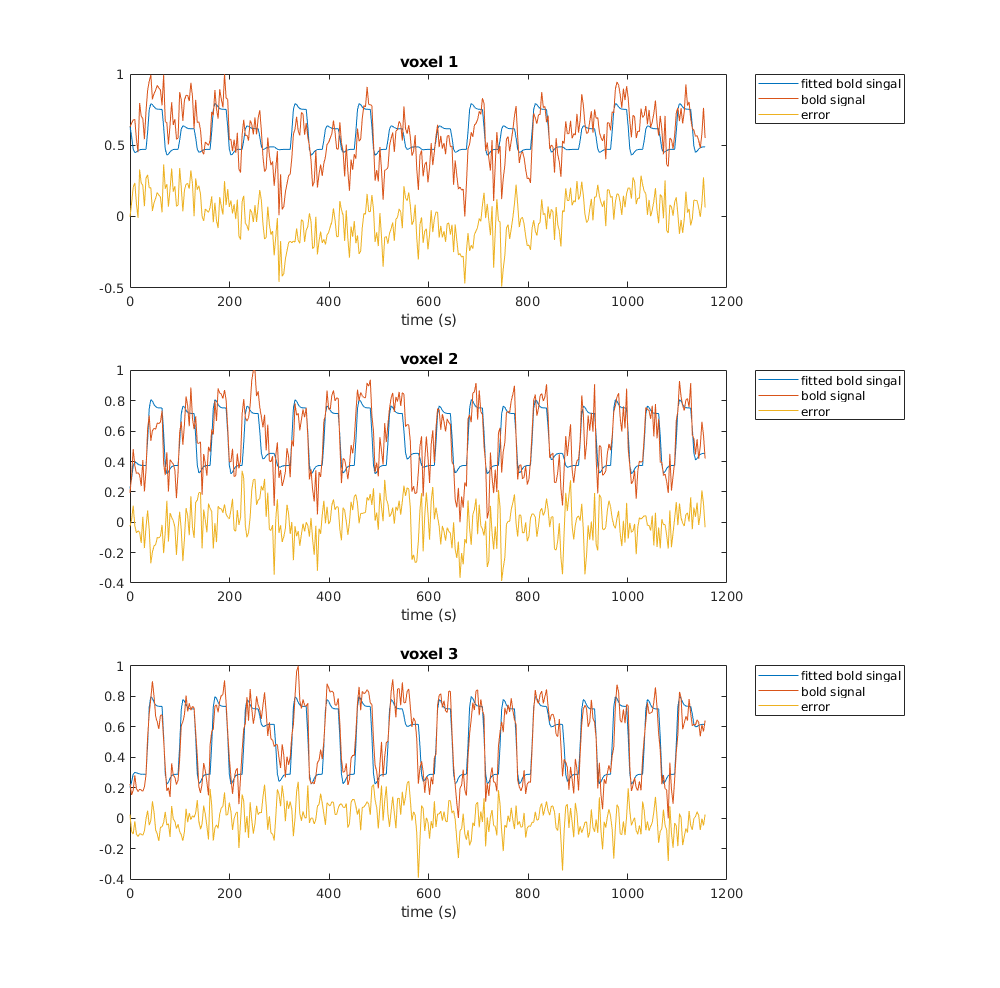 voxel 1
1
0.5
0
-0.5
0 200 400 600 800 1000 1200
time (s)
fitted bold singal
bold signal
error
voxel 2
1
0.8
0.6
0.4
0.2
0
-0.2
-0.4
0 200 400 600 800 1000 1200
time (s)
fitted bold singal
bold signal
error
voxel 3
1
0.8
0.6
0.4
0.2
0
-0.2
-0.4
0 200 400 600 800 1000 1200
time (s)
fitted bold singal
bold signal
error